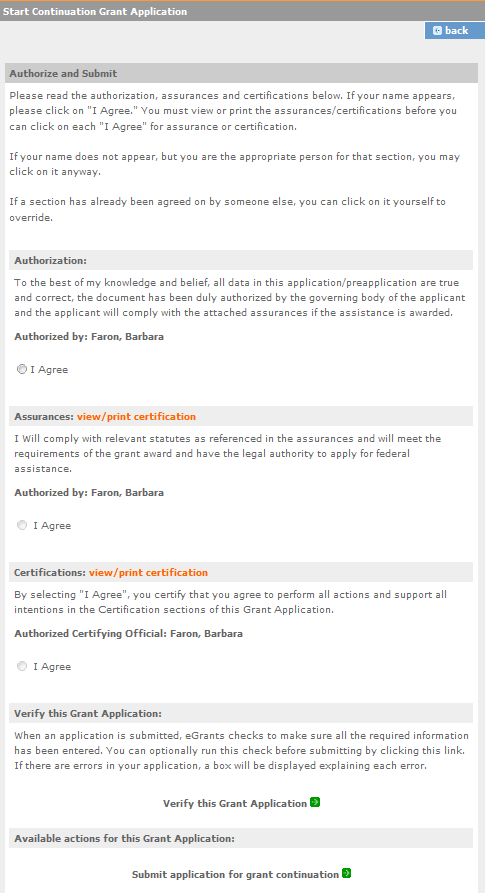 Start Continuation Grant Application
back
Authorize and Submit
Please read the authorization, assurances and certifications below. If your name appears,
please click on "I Agree." You must view or print the assurances/certifications before you
can click on each "I Agree" for assurance or certification.
If your name does not appear, but you are the appropriate person for that section, you may
click on it anyway.
If a section has already been agreed on by someone else, you can click on it yourself to
override.
Authorization:
To the best of my knowledge and belief, all data in this application/preapplication are true
and correct, the document has been duly authorized by the governing body of the applicant
and the applicant will comply with the attached assurances if the assistance is awarded.
Authorized by: Faron, Barbara
I Agree
Assurances: view/print certification
I Will comply with relevant statutes as referenced in the assurances and will meet the
requirements of the grant award and have the legal authority to apply for federal
assistance.
Authorized by: Faron, Barbara
I Agree
Certifications: view/print certification
By selecting "I Agree", you certify that you agree to perform all actions and support all
intentions in the Certification sections of this Grant Application.
Authorized Certifying Official: Faron, Barbara
I Agree
Verify this Grant Application:
When an application is submitted, eGrants checks to make sure all the required information
has been entered. You can optionally run this check before submitting by clicking this link.
If there are errors in your application, a box will be displayed explaining each error.
Verify this Grant Application
Available actions for this Grant Application:
Submit application for grant continuation